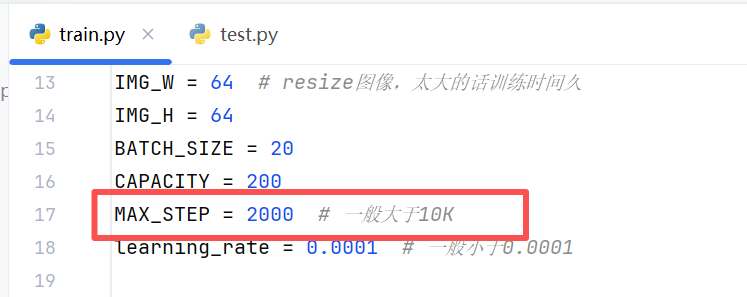 train.py × test.py
13 IMG_W = 64 # resize图像，太大的话训练时间久
14 IMG_H = 64
15 BATCH_SIZE = 20
16 CAPACITY = 200
17 MAX_STEP = 2000 # 一般大于10K
18 learning_rate = 0.0001 # 一般小于0.0001
19